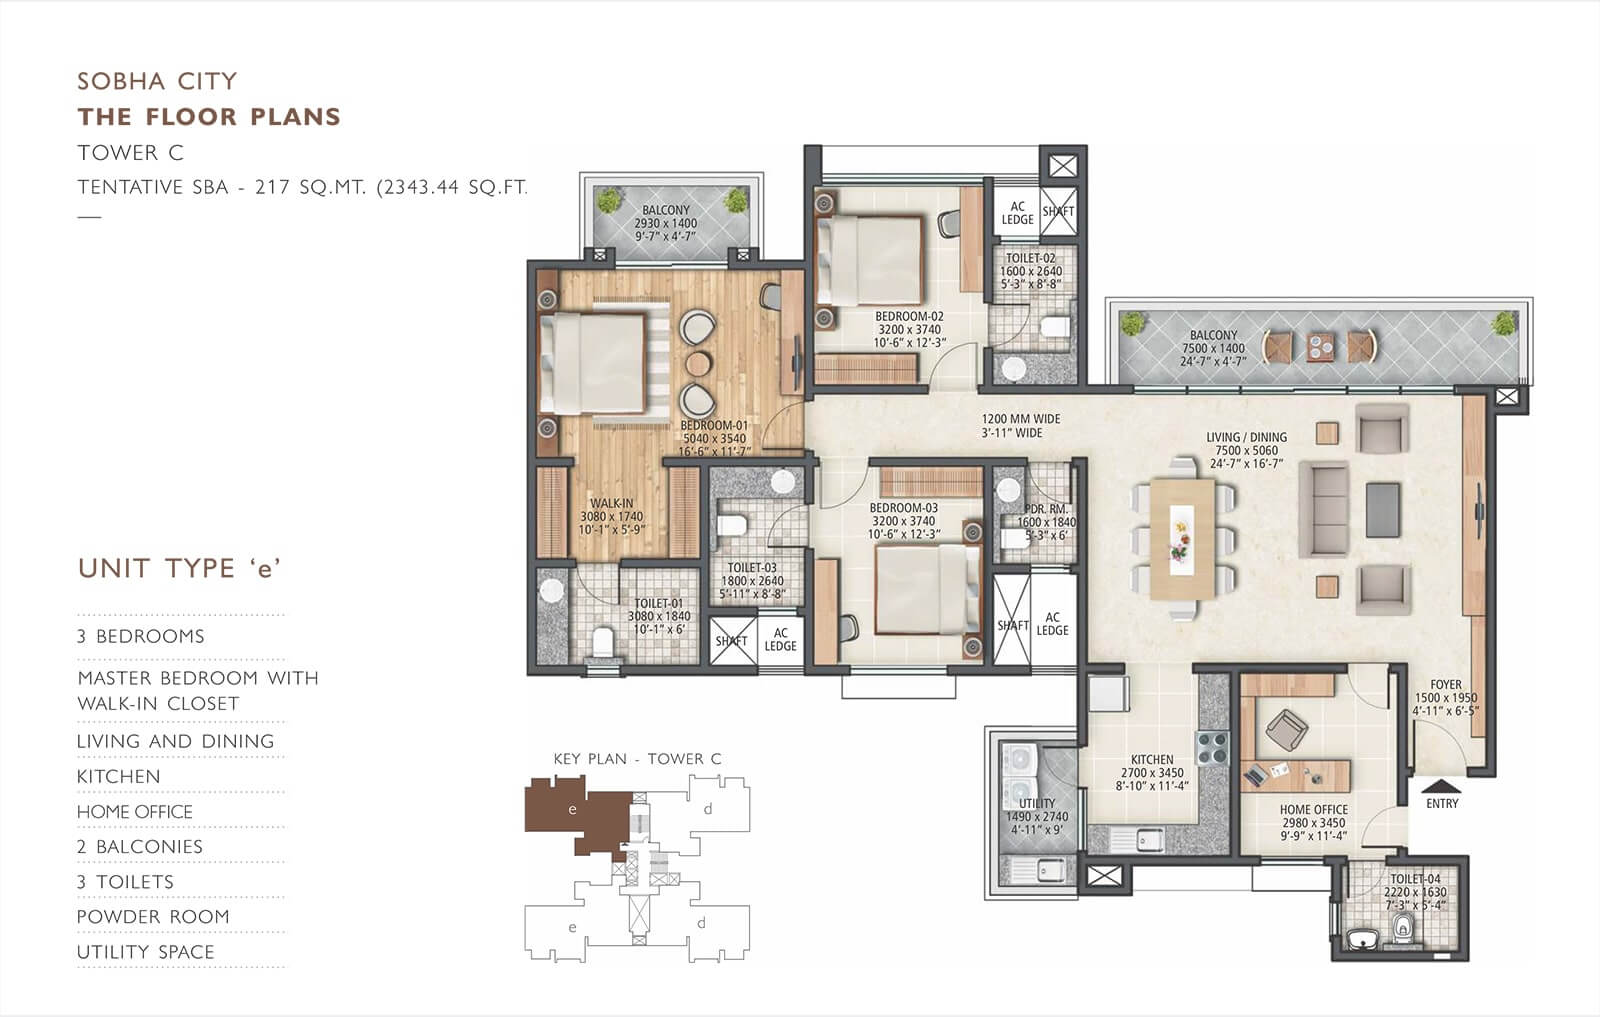 SOBHA CITY
THE FLOOR PLANS
TOWER C
TENTATIVE SBA - 217 SQ.MT. (2343.44 SQ.FT.
UNIT TYPE ‘e’
3 BEDROOMS
MASTER BEDROOM WITH
WALK-IN CLOSET
LIVING AND DINING
KITCHEN
HOME OFFICE
2 BALCONIES
3 TOILETS
POWDER ROOM
UTILITY SPACE
BALCONY
2930 x 1400
9'-7" x 4'-7"
AC
LEDGE
SHAFT
TOILET-02
1600 x 2640
5'-3" x 8'-8"
BEDROOM-02
3200 x 3740
10'-6" x 12'-3"
BALCONY
7500 x 1400
24'-7" x 4'-7"
BEDROOM-01
5040 x 3540
16'-6" x 11'-7"
1200 MM WIDE
3'-11" WIDE
LIVING / DINING
7500 x 5060
24'-7" x 16'-7"
WALK-IN
3080 x 1740
10'-1" x 5'-9"
BEDROOM-03
3200 x 3740
10'-6" x 12'-3"
PDR. RM.
1600 x 1840
5'-3" x 6'
TOILET-03
1800 x 2640
5'-11" x 8'-8"
TOILET-01
3080 x 1840
10'-1" x 6'
SHAFT
AC
LEDGE
SHAFT
AC
LEDGE
FOYER
1500 x 1950
4'-11" x 6'-5"
KITCHEN
2700 x 3450
8'-10" x 11'-4"
UTILITY
1490 x 2740
4'-11" x 9'
HOME OFFICE
2980 x 3450
9'-9" x 11'-4"
ENTRY
TOILET-04
2220 x 1630
7'-3" x 5'-4"
KEY PLAN - TOWER C
e
d
e
d